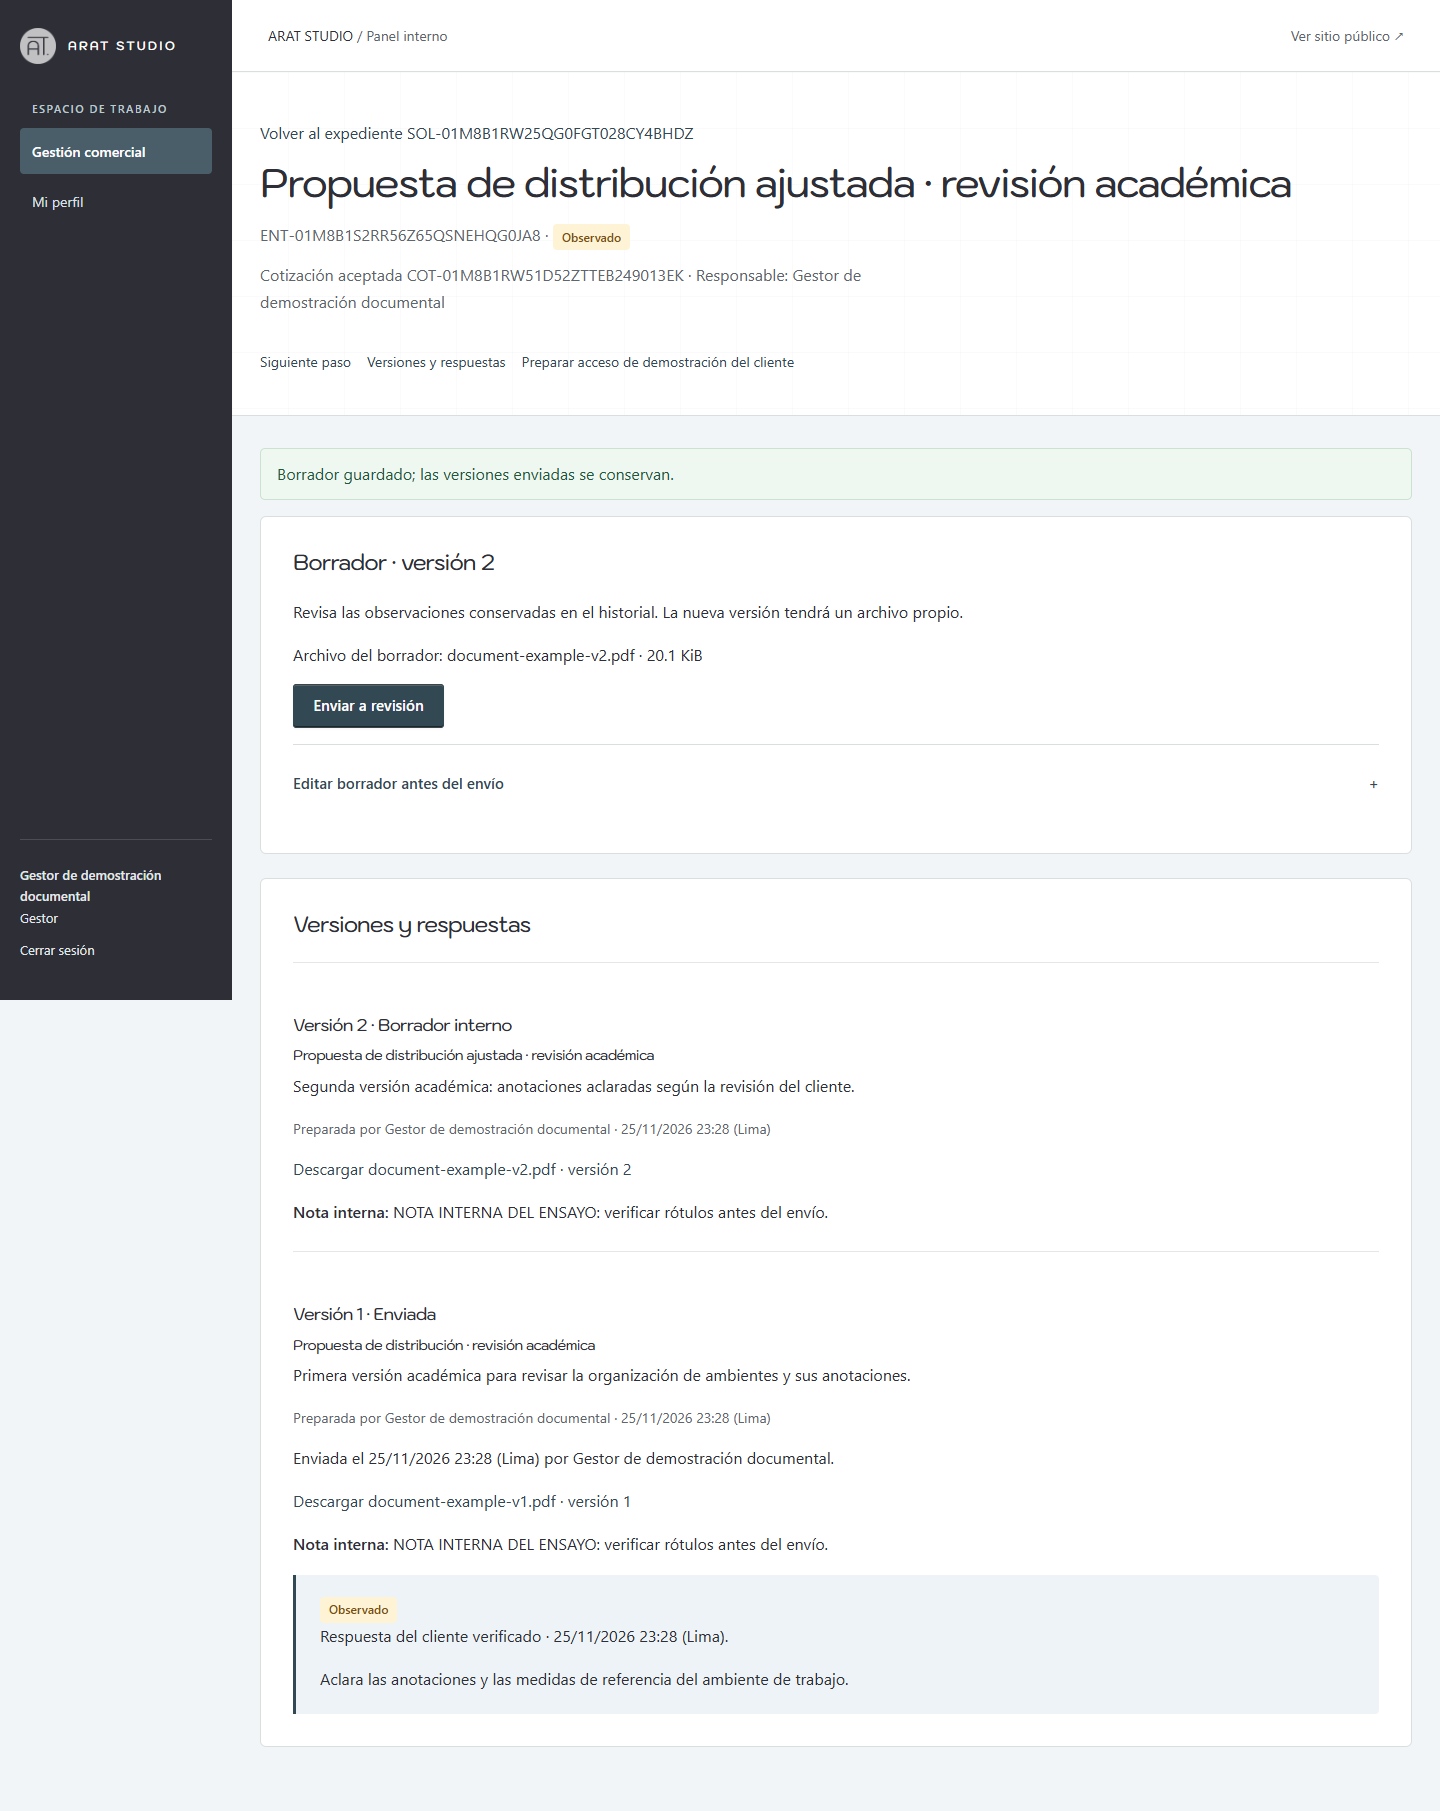 AT.
ARAT STUDIO
ESPACIO DE TRABAJO
Gestión comercial
Mi perfil
Gestor de demostración
documental
Gestor
Cerrar sesión
ARAT STUDIO / Panel interno
Ver sitio público ↗
Volver al expediente SOL-01M8B1RW25QG0FGT028CY4BHDZ
Propuesta de distribución ajustada · revisión académica
ENT-01M8B1S2RR56Z65QSNEHQG0JA8 · Observado
Cotización aceptada COT-01M8B1RW51D52ZTTEB249013EK · Responsable: Gestor de
demostración documental
Siguiente paso Versiones y respuestas Preparar acceso de demostración del cliente
Borrador guardado; las versiones enviadas se conservan.
Borrador · versión 2
Revisa las observaciones conservadas en el historial. La nueva versión tendrá un archivo propio.
Archivo del borrador: document-example-v2.pdf · 20.1 KiB
Enviar a revisión
Editar borrador antes del envío +
Versiones y respuestas
Versión 2 · Borrador interno
Propuesta de distribución ajustada · revisión académica
Segunda versión académica: anotaciones aclaradas según la revisión del cliente.
Preparada por Gestor de demostración documental · 25/11/2026 23:28 (Lima)
Descargar document-example-v2.pdf · versión 2
Nota interna: NOTA INTERNA DEL ENSAYO: verificar rótulos antes del envío.
Versión 1 · Enviada
Propuesta de distribución · revisión académica
Primera versión académica para revisar la organización de ambientes y sus anotaciones.
Preparada por Gestor de demostración documental · 25/11/2026 23:28 (Lima)
Enviada el 25/11/2026 23:28 (Lima) por Gestor de demostración documental.
Descargar document-example-v1.pdf · versión 1
Nota interna: NOTA INTERNA DEL ENSAYO: verificar rótulos antes del envío.
Observado
Respuesta del cliente verificado · 25/11/2026 23:28 (Lima).
Aclara las anotaciones y las medidas de referencia del ambiente de trabajo.